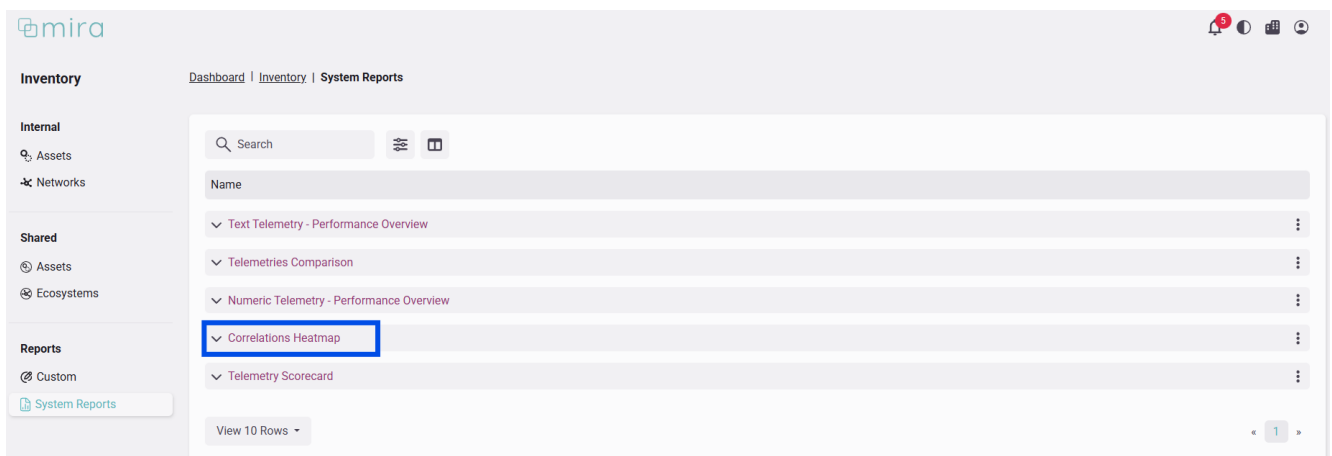 mira
5
Inventory
Dashboard | Inventory | System Reports
Internal
Assets
Networks
Shared
Assets
Ecosystems
Reports
Custom
System Reports
Search
Name
Text Telemetry - Performance Overview
Telemetries Comparison
Numeric Telemetry - Performance Overview
Correlations Heatmap
Telemetry Scorecard
View 10 Rows
« 1 »